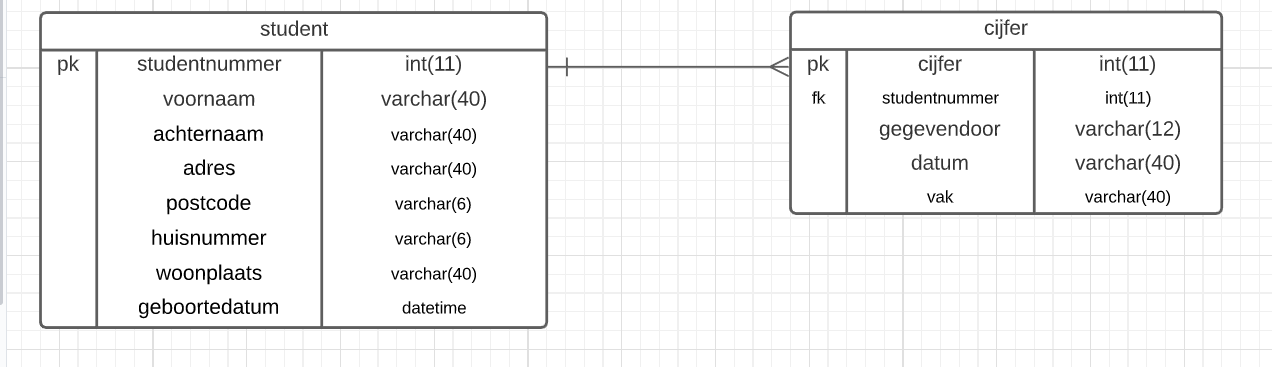 student
pk studentnummer int(11)
voornaam varchar(40)
achternaam varchar(40)
adres varchar(40)
postcode varchar(6)
huisnummer varchar(6)
woonplaats varchar(40)
geboortedatum datetime
cijfer
pk cijfer int(11)
fk studentnummer int(11)
gegevendoor varchar(12)
datum varchar(40)
vak varchar(40)